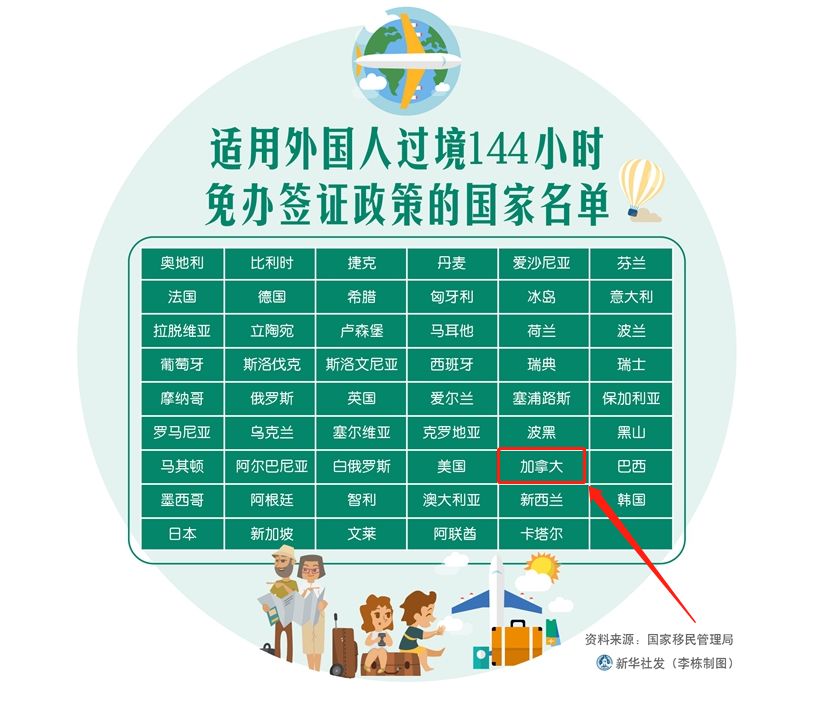 适用外国人过境144小时
免办签证政策的国家名单
奥地利 比利时 捷克 丹麦 爱沙尼亚 芬兰
法国 德国 希腊 匈牙利 冰岛 意大利
拉脱维亚 立陶宛 卢森堡 马耳他 荷兰 波兰
葡萄牙 斯洛伐克 斯洛文尼亚 西班牙 瑞典 瑞士
摩纳哥 俄罗斯 英国 爱尔兰 塞浦路斯 保加利亚
罗马尼亚 乌克兰 塞尔维亚 克罗地亚 波黑 黑山
马其顿 阿尔巴尼亚 白俄罗斯 美国 加拿大 巴西
墨西哥 阿根廷 智利 澳大利亚 新西兰 韩国
日本 新加坡 文莱 阿联酋 卡塔尔
资料来源：国家移民管理局
新华社发（李栋制图）